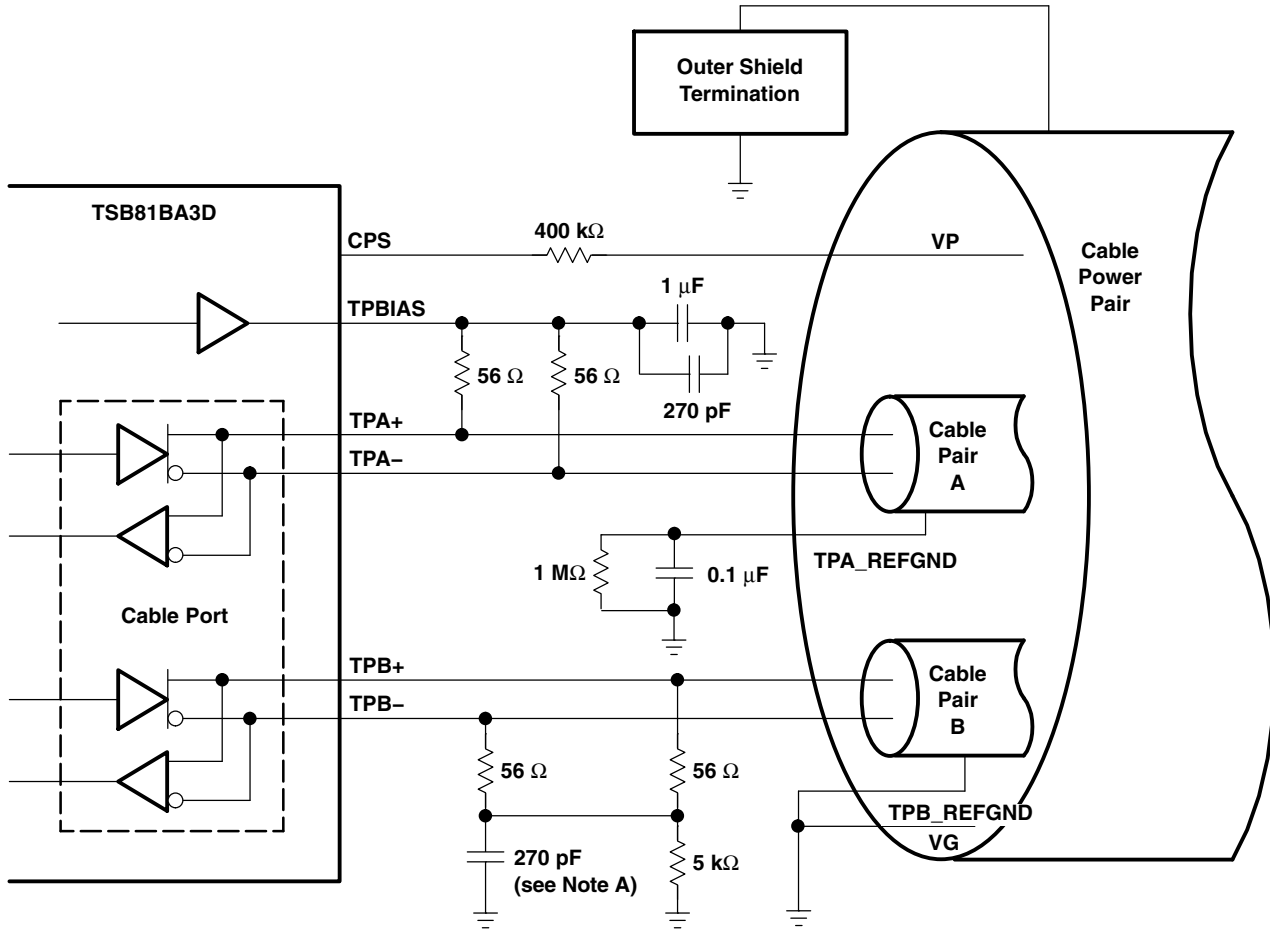 Outer Shield
Termination
TSB81BA3D
CPS
400 kΩ
VP
Cable
Power
Pair
TPBIAS
1 μF
56 Ω
56 Ω
270 pF
TPA+
TPA−
Cable
Pair
A
1 MΩ
0.1 μF
TPA_REFGND
Cable Port
TPB+
TPB−
Cable
Pair
B
56 Ω
56 Ω
TPB_REFGND
VG
270 pF
(see Note A)
5 kΩ